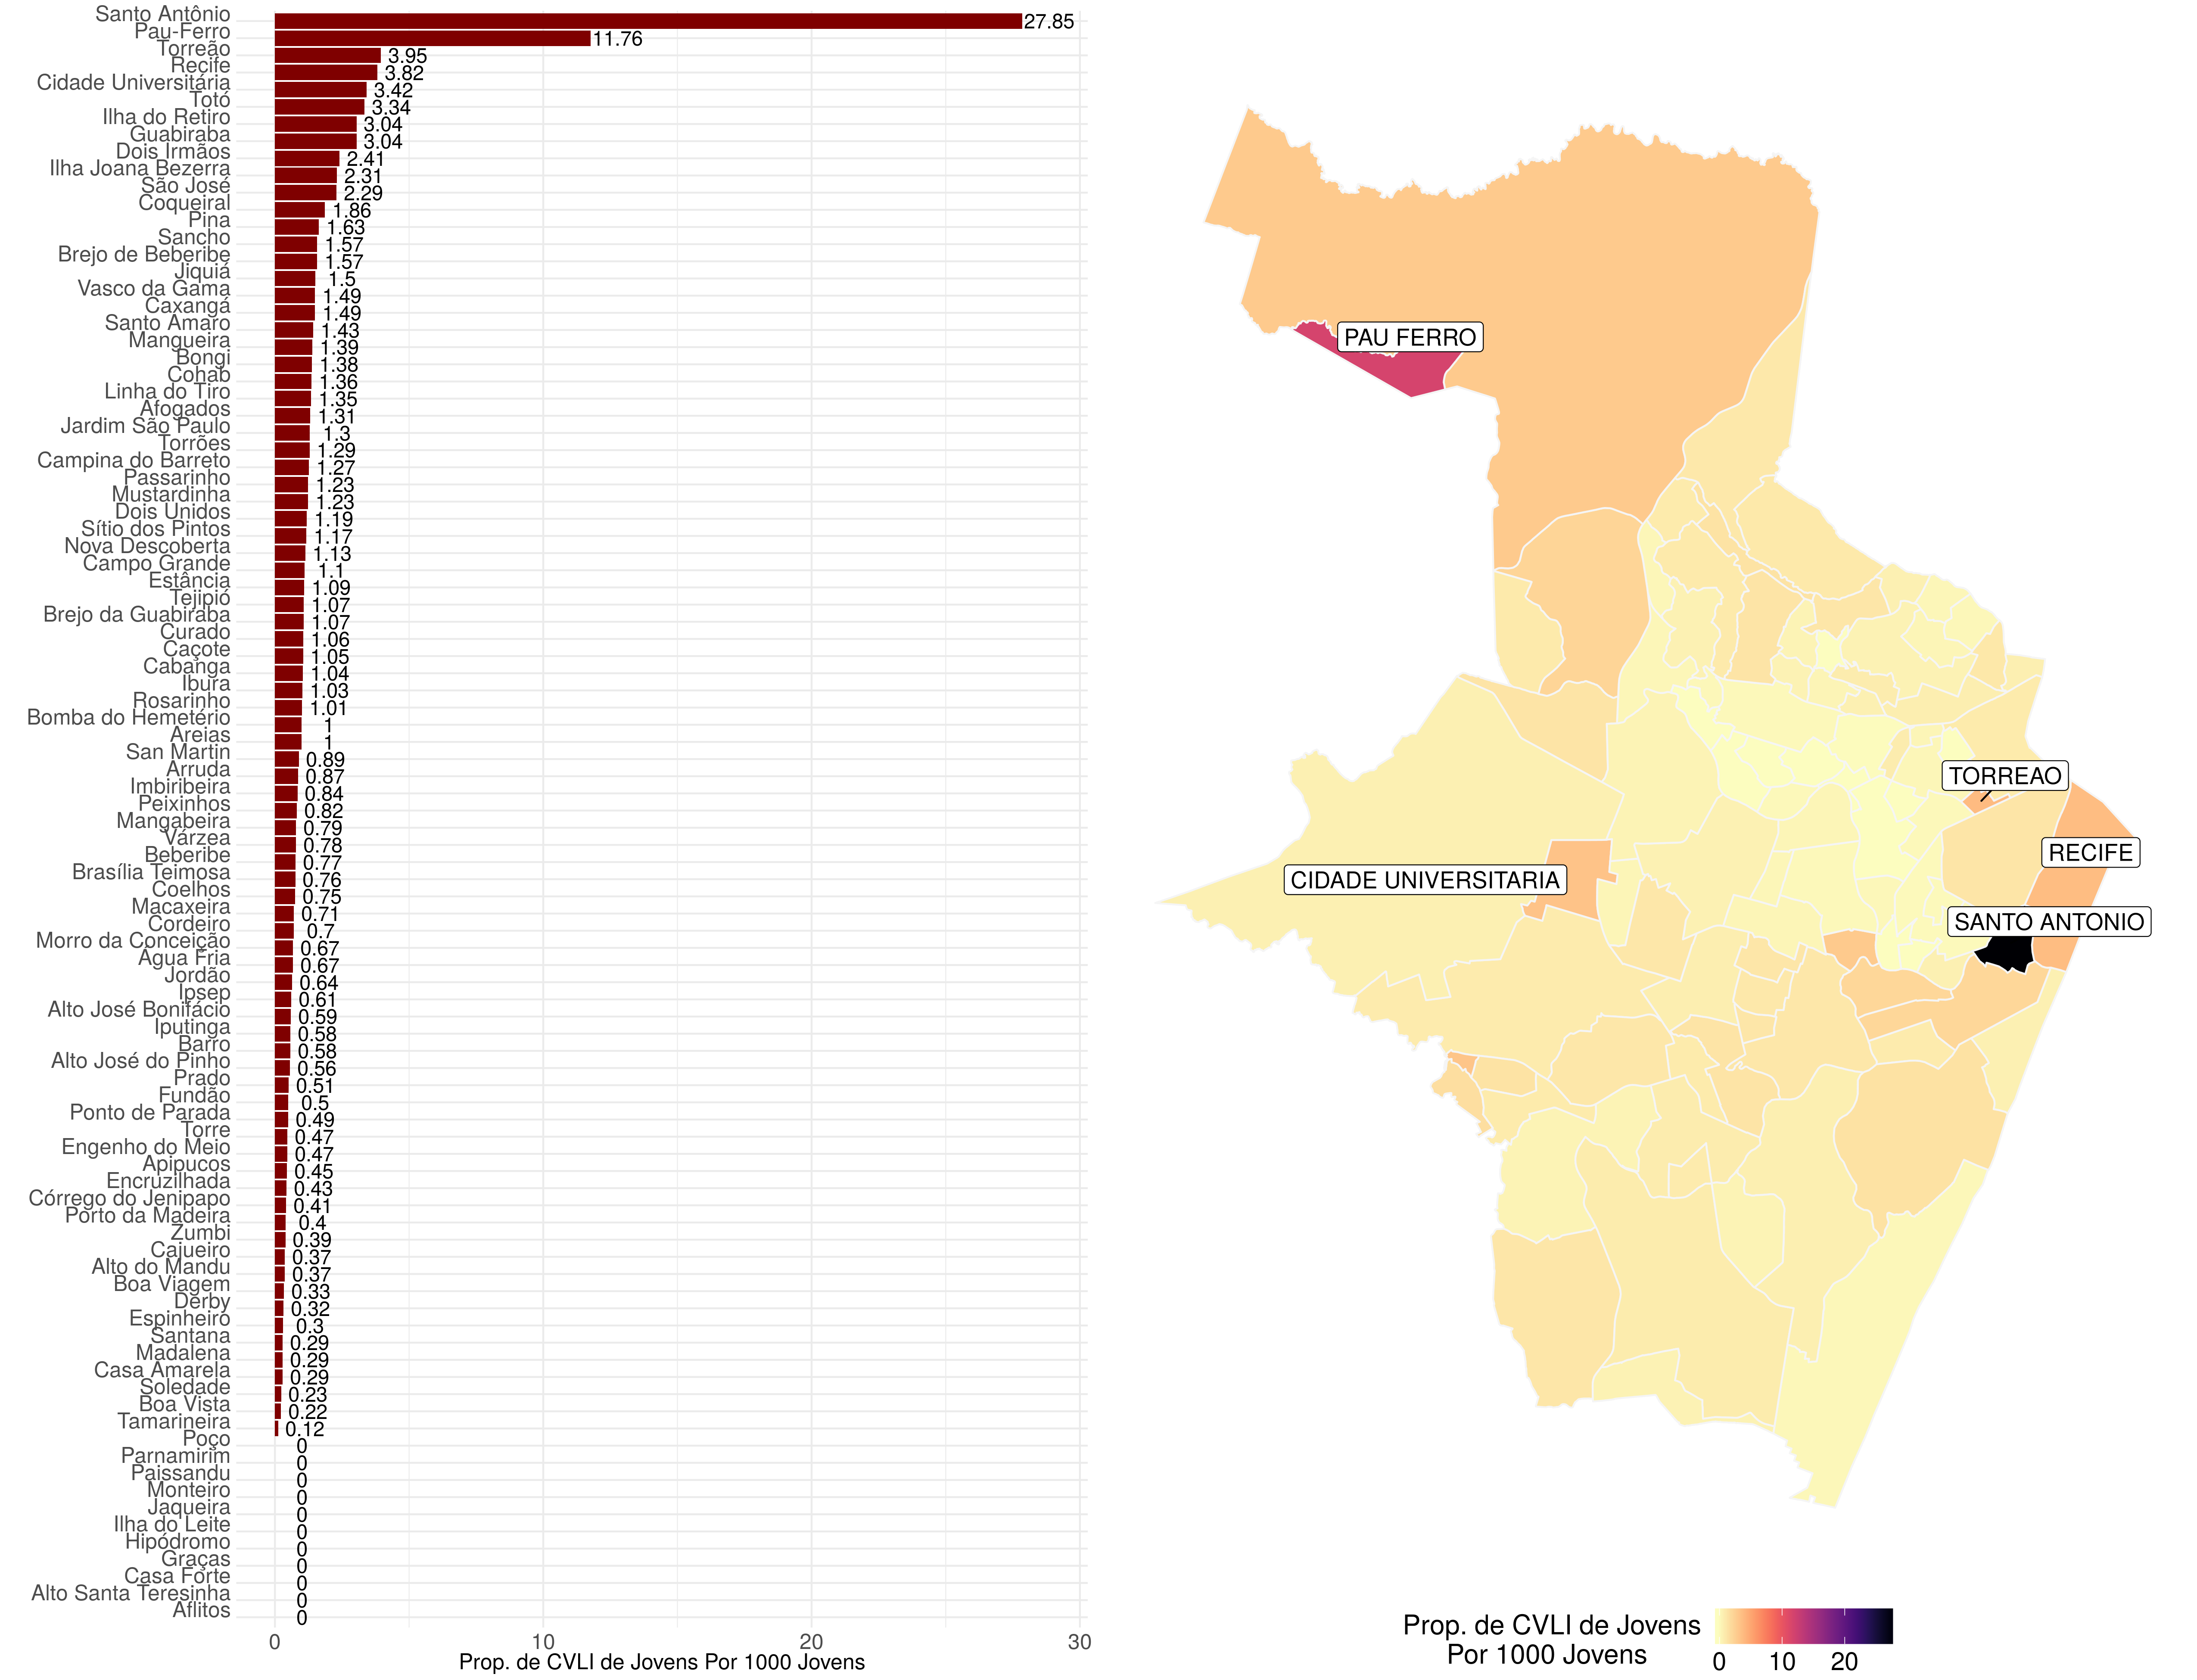 Santo Antônio 27.85
Pau-Ferro 11.76
Torreão 3.95
Recife 3.82
Cidade Universitária 3.42
Totó 3.34
Ilha do Retiro 3.04
Guabiraba 3.04
Dois Irmãos 2.41
Ilha Joana Bezerra 2.31
São José 2.29
Coqueiral 1.86
Pina 1.63
Sancho 1.57
Brejo de Beberibe 1.57
Jiquiá 1.5
Vasco da Gama 1.49
Caxangá 1.49
Santo Amaro 1.43
Mangueira 1.39
Bongi 1.38
Cohab 1.36
Linha do Tiro 1.35
Afogados 1.31
Jardim São Paulo 1.3
Torrões 1.29
Campina do Barreto 1.27
Passarinho 1.23
Mustardinha 1.23
Dois Unidos 1.19
Sítio dos Pintos 1.17
Nova Descoberta 1.13
Campo Grande 1.1
Estância 1.09
Tejipió 1.07
Brejo da Guabiraba 1.07
Curado 1.06
Caçote 1.05
Cabanga 1.04
Ibura 1.03
Rosarinho 1.01
Bomba do Hemetério 1
Areias 1
San Martin 0.89
Arruda 0.87
Imbiribeira 0.84
Peixinhos 0.82
Mangabeira 0.79
Várzea 0.78
Beberibe 0.77
Brasília Teimosa 0.76
Coelhos 0.75
Macaxeira 0.71
Cordeiro 0.7
Morro da Conceição 0.67
Água Fria 0.67
Jordão 0.64
Ipsep 0.61
Alto José Bonifácio 0.59
Iputinga 0.58
Barro 0.58
Alto José do Pinho 0.56
Prado 0.51
Fundão 0.5
Ponto de Parada 0.49
Torre 0.47
Engenho do Meio 0.47
Apipucos 0.45
Encruzilhada 0.43
Córrego do Jenipapo 0.41
Porto da Madeira 0.4
Zumbi 0.39
Cajueiro 0.37
Alto do Mandu 0.37
Boa Viagem 0.33
Derby 0.32
Espinheiro 0.3
Santana 0.29
Madalena 0.29
Casa Amarela 0.29
Soledade 0.23
Boa Vista 0.22
Tamarineira 0.12
Poço 0
Parnamirim 0
Paissandu 0
Monteiro 0
Jaqueira 0
Ilha do Leite 0
Hipódromo 0
Graças 0
Casa Forte 0
Alto Santa Teresinha 0
Aflitos 0
0 10 20 30
Prop. de CVLI de Jovens Por 1000 Jovens
PAU FERRO
TORREAO
RECIFE
CIDADE UNIVERSITARIA
SANTO ANTONIO
Prop. de CVLI de Jovens
Por 1000 Jovens
0 10 20